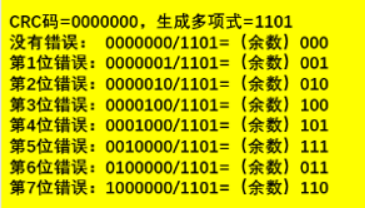 CRC码=0000000，生成多项式=1101
没有错误： 0000000/1101=（余数）000
第1位错误：0000001/1101=（余数）001
第2位错误：0000010/1101=（余数）010
第3位错误：0000100/1101=（余数）100
第4位错误：0001000/1101=（余数）101
第5位错误：0010000/1101=（余数）111
第6位错误：0100000/1101=（余数）011
第7位错误：1000000/1101=（余数）110